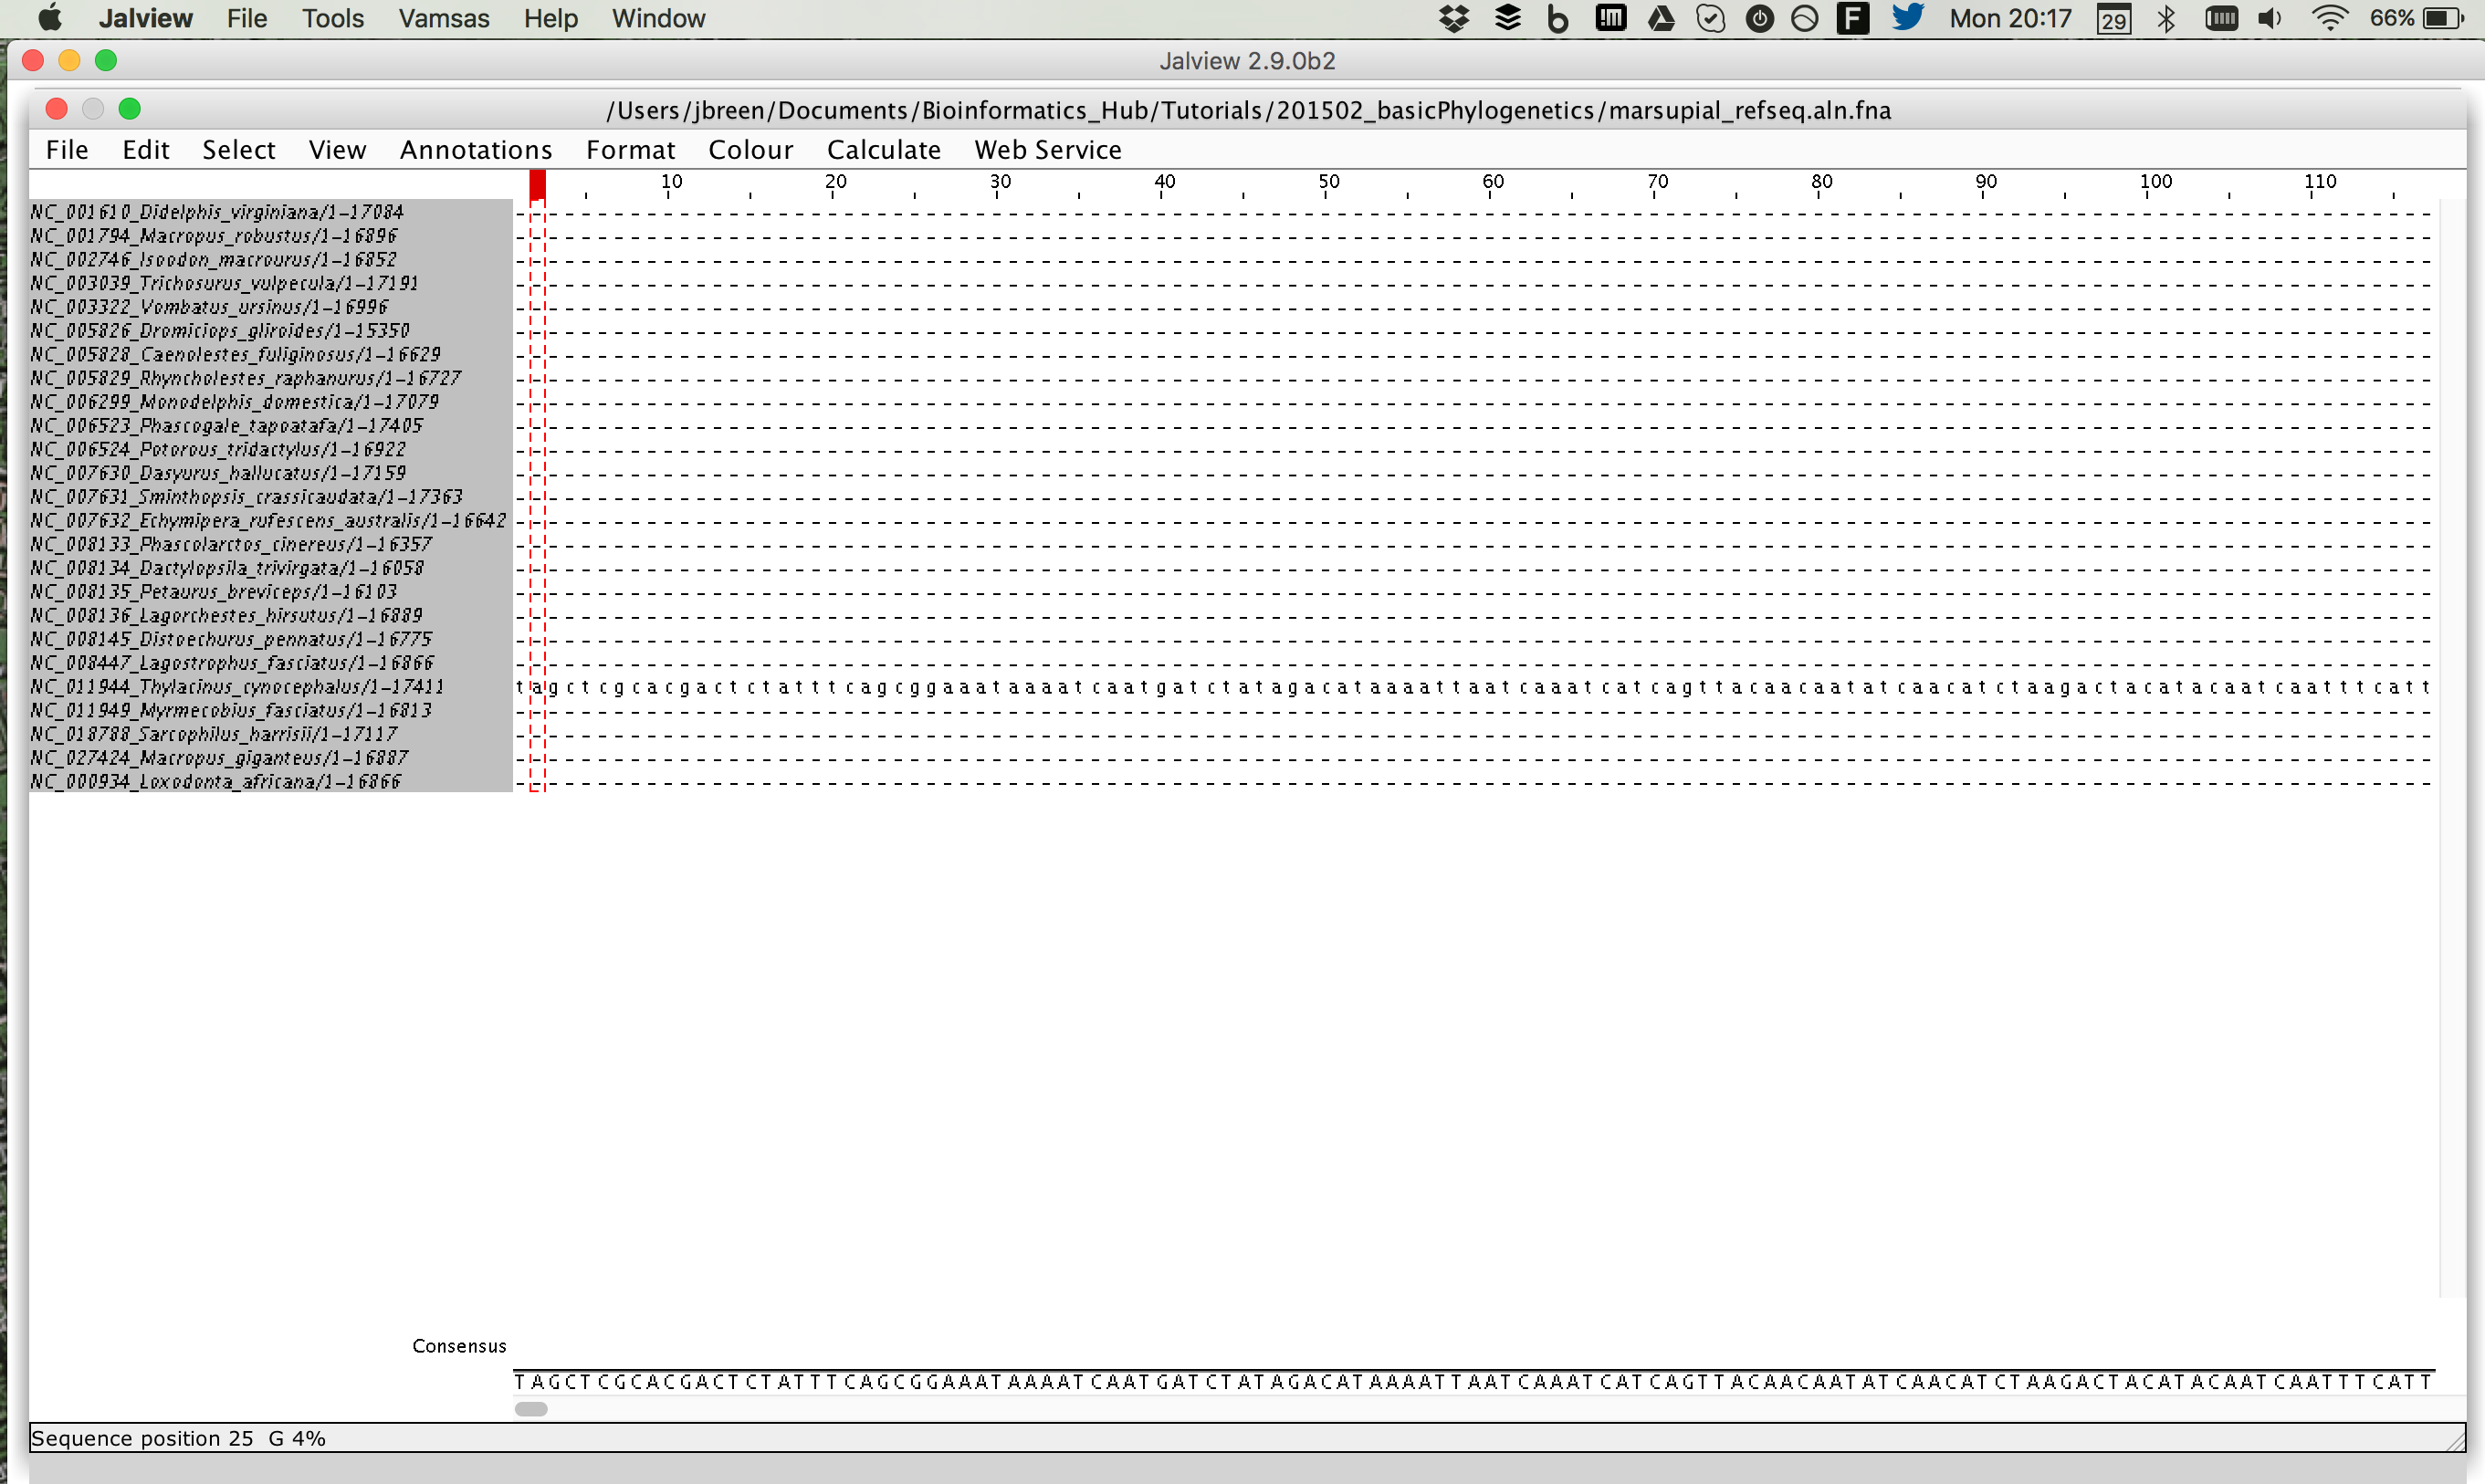 Jalview File Tools Vamsas Help Window Mon 20:17 29 66%
Jalview 2.9.0b2
/Users/jbreen/Documents/Bioinformatics_Hub/Tutorials/201502_basicPhylogenetics/marsupial_refseq.aln.fna
File Edit Select View Annotations Format Colour Calculate Web Service
10 20 30 40 50 60 70 80 90 100 110
NC_001610_Didelphis_virginiana/1-17084
NC_001794_Macropus_robustus/1-16896
NC_002746_Isoodon_macrourus/1-16852
NC_003039_Trichosurus_vulpecula/1-17191
NC_003322_Vombatus_ursinus/1-16996
NC_005826_Dromiciops_gliroides/1-15350
NC_005828_Caenolestes_fuliginosus/1-16629
NC_005829_Rhyncholestes_raphanurus/1-16727
NC_006299_Monodelphis_domestica/1-17079
NC_006523_Phascogale_tapoatafa/1-17405
NC_006524_Potorous_tridactylus/1-16922
NC_007630_Dasyurus_hallucatus/1-17159
NC_007631_Sminthopsis_crassicaudata/1-17363
NC_007632_Echymipera_rufescens_australis/1-16642
NC_008133_Phascolarctos_cinereus/1-16357
NC_008134_Dactylopsila_trivirgata/1-16058
NC_008135_Petaurus_breviceps/1-16103
NC_008136_Lagorchestes_hirsutus/1-16889
NC_008145_Distoechurus_pennatus/1-16775
NC_008447_Lagostrophus_fasciatus/1-16866
NC_011944_Thylacinus_cynocephalus/1-17411 tagctcgcacgactctatttcagcggaaataaaatcaatgatctatagacataaaattaatcaaatcatcagttacaacaatatcaacatctaagactacatacaatcaatttcatt
NC_011949_Myrmecobius_fasciatus/1-16813
NC_018788_Sarcophilus_harrisii/1-17117
NC_027424_Macropus_giganteus/1-16887
NC_000934_Loxodonta_africana/1-16866
Consensus
TAGCTCGCACGACTCTATTTCAGCGGAAATAAAATCAATGATCTATAGACATAAAATTAATCAAATCATCAGTTACAACAATATCAACATCTAAGACTACATACAATCAATTTCATT
Sequence position 25 G 4%